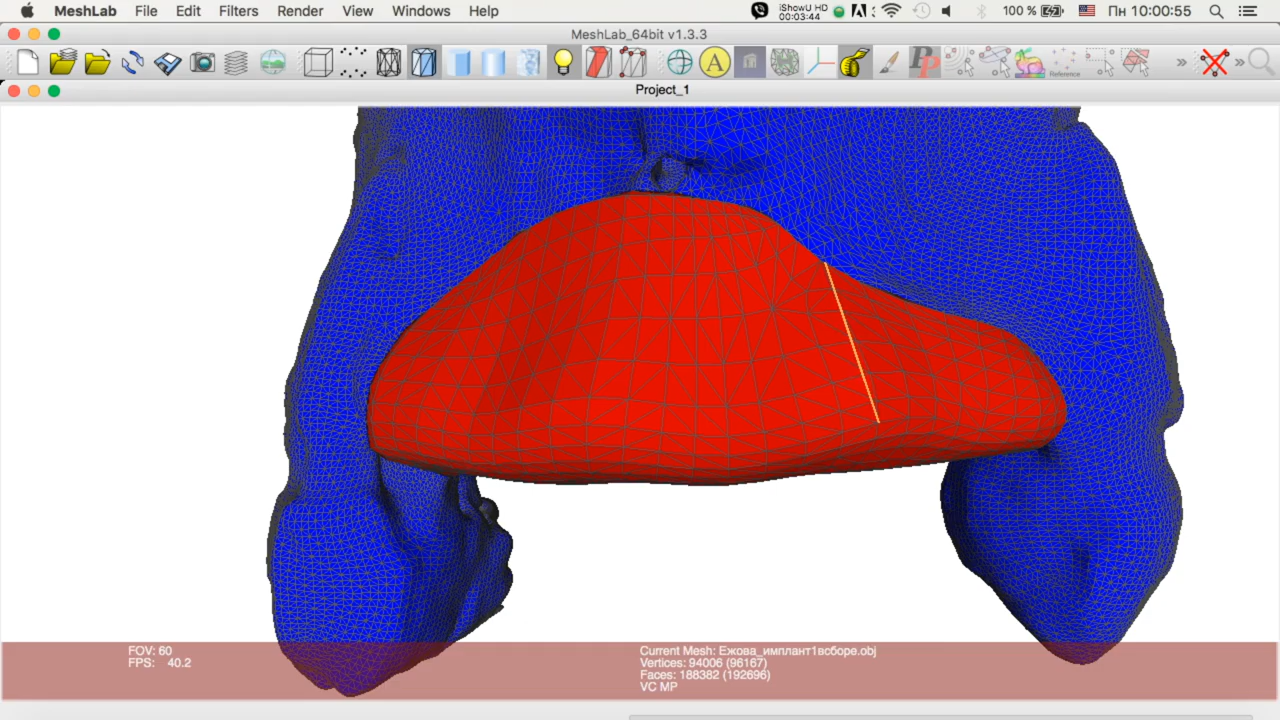 MeshLab File Edit Filters Render View Windows Help
iShowU HD
00:03:44
100 %
Пн 10:00:55
MeshLab_64bit v1.3.3
A
Reference
Project_1
FOV: 60
FPS: 40.2
Current Mesh: Ежова_имплант1всборе.obj
Vertices: 94006 (96167)
Faces: 188382 (192696)
VC MP